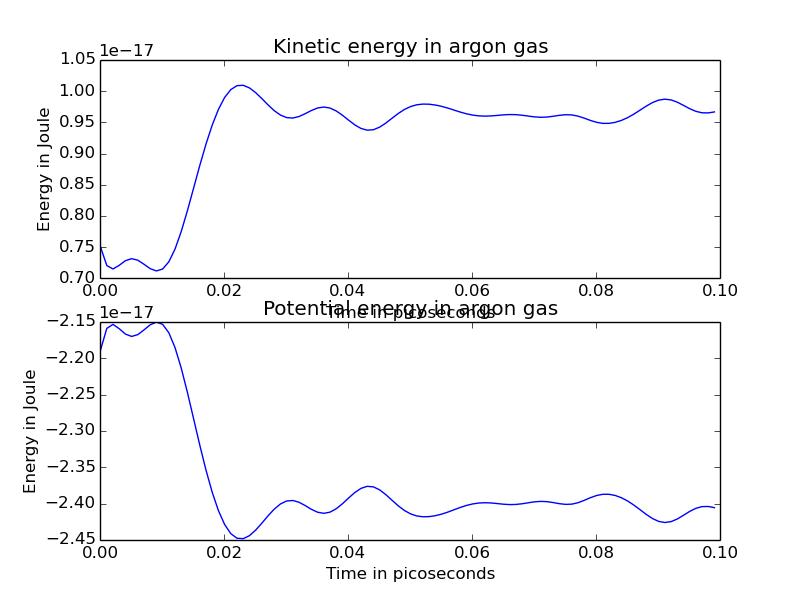 Kinetic energy in argon gas
1e−17
1.05
1.00
0.95
0.90
0.85
0.80
0.75
0.70
Energy in Joule
0.00 0.02 0.04 0.06 0.08 0.10
Time in picoseconds
Potential energy in argon gas
1e−17
−2.15
−2.20
−2.25
−2.30
−2.35
−2.40
−2.45
Energy in Joule
0.00 0.02 0.04 0.06 0.08 0.10
Time in picoseconds